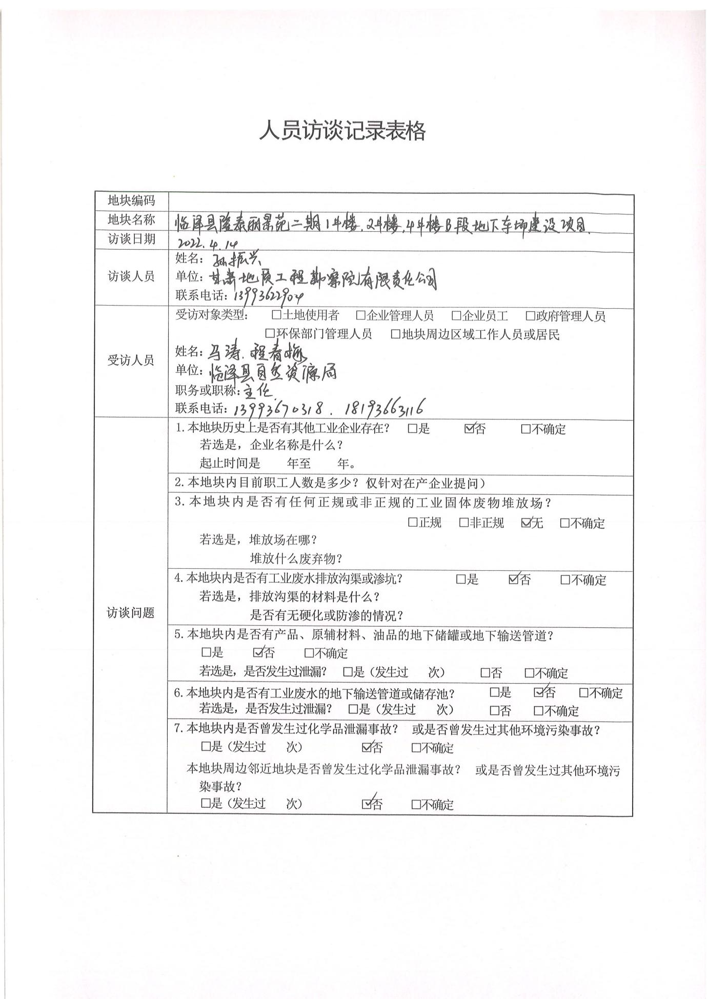 人员访谈记录表格
地块编码
地块名称 临泽县隆泰丽景苑二期1#楼.2#楼.4#楼B段地下车场建设项目.
访谈日期 2022.4.14
访谈人员
姓名：孙振兴
单位：甘肃地质工程勘察院有限责任公司
联系电话：13993622904
受访人员
受访对象类型： □土地使用者 □企业管理人员 □企业员工 □政府管理人员
□环保部门管理人员 □地块周边区域工作人员或居民
姓名：马涛.程春梅
单位：临泽县自然资源局
职务或职称：主任.
联系电话：13993670318. 18193663116
访谈问题
1.本地块历史上是否有其他工业企业存在？ □是 ☑否 □不确定
若选是，企业名称是什么？
起止时间是 年至 年。
2.本地块内目前职工人数是多少？仅针对在产企业提问）
3.本地块内是否有任何正规或非正规的工业固体废物堆放场？
□正规 □非正规 ☑无 □不确定
若选是，堆放场在哪？
堆放什么废弃物？
4.本地块内是否有工业废水排放沟渠或渗坑？ □是 ☑否 □不确定
若选是，排放沟渠的材料是什么？
是否有无硬化或防渗的情况？
5.本地块内是否有产品、原辅材料、油品的地下储罐或地下输送管道？
□是 ☑否 □不确定
若选是，是否发生过泄漏？ □是（发生过 次） □否 □不确定
6.本地块内是否有工业废水的地下输送管道或储存池？ □是 ☑否 □不确定
若选是，是否发生过泄漏？ □是（发生过 次） □否 □不确定
7.本地块内是否曾发生过化学品泄漏事故？ 或是否曾发生过其他环境污染事故？
□是（发生过 次） ☑否 □不确定
本地块周边邻近地块是否曾发生过化学品泄漏事故？ 或是否曾发生过其他环境污
染事故？
□是（发生过 次） ☑否 □不确定